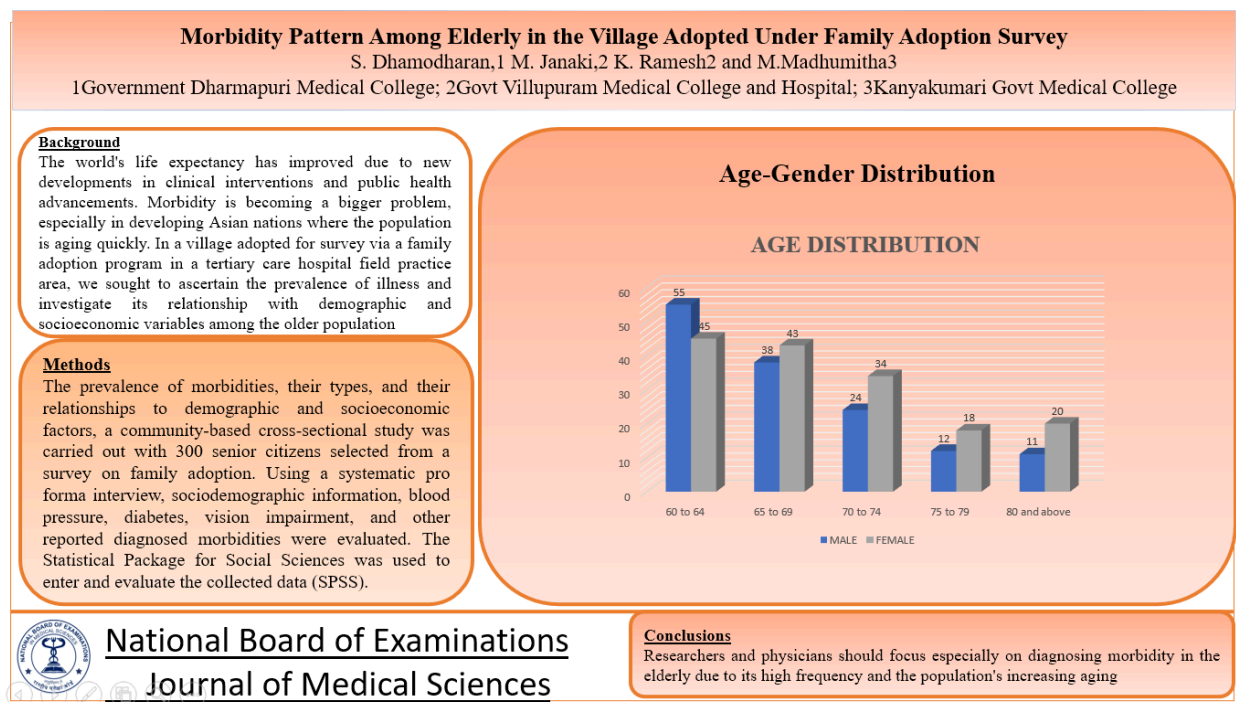 Morbidity Pattern Among Elderly in the Village Adopted Under Family Adoption Survey
S. Dhamodharan,1 M. Janaki,2 K. Ramesh2 and M.Madhumitha3
1Government Dharmapuri Medical College; 2Govt Villupuram Medical College and Hospital; 3Kanyakumari Govt Medical College
Background
The world's life expectancy has improved due to new
developments in clinical interventions and public health
advancements. Morbidity is becoming a bigger problem,
especially in developing Asian nations where the population
is aging quickly. In a village adopted for survey via a family
adoption program in a tertiary care hospital field practice
area, we sought to ascertain the prevalence of illness and
investigate its relationship with demographic and
socioeconomic variables among the older population
Methods
The prevalence of morbidities, their types, and their
relationships to demographic and socioeconomic
factors, a community-based cross-sectional study was
carried out with 300 senior citizens selected from a
survey on family adoption. Using a systematic pro
forma interview, sociodemographic information, blood
pressure, diabetes, vision impairment, and other
reported diagnosed morbidities were evaluated. The
Statistical Package for Social Sciences was used to
enter and evaluate the collected data (SPSS).
Age-Gender Distribution
AGE DISTRIBUTION
60
50
40
30
20
10
0
55
45
38
43
24
34
12
18
11
20
60 to 64
65 to 69
70 to 74
75 to 79
80 and above
MALE
FEMALE
NATIONAL BOARD OF EXAMINATIONS
IN MEDICAL SCIENCES
National Board of Examinations
Journal of Medical Sciences
Conclusions
Researchers and physicians should focus especially on diagnosing morbidity in the
elderly due to its high frequency and the population's increasing aging